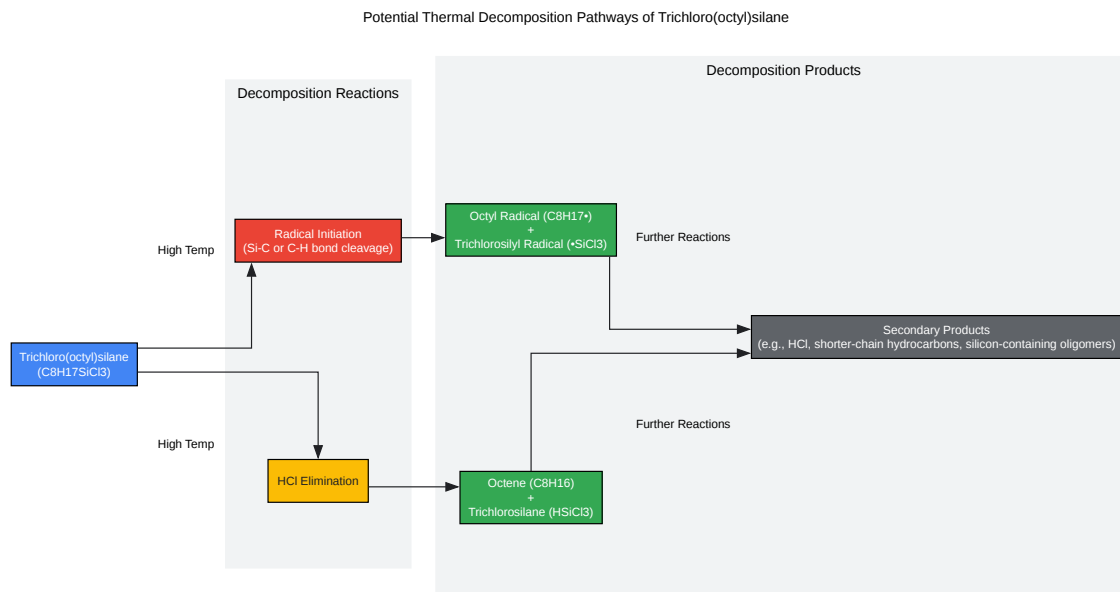 Potential Thermal Decomposition Pathways of Trichloro(octyl)silane
Decomposition Reactions
Decomposition Products
High Temp
Radical Initiation
(Si-C or C-H bond cleavage)
Octyl Radical (C8H17•)
+
Trichlorosilyl Radical (•SiCl3)
Further Reactions
Trichloro(octyl)silane
(C8H17SiCl3)
Secondary Products
(e.g., HCl, shorter-chain hydrocarbons, silicon-containing oligomers)
High Temp
HCl Elimination
Octene (C8H16)
+
Trichlorosilane (HSiCl3)
Further Reactions